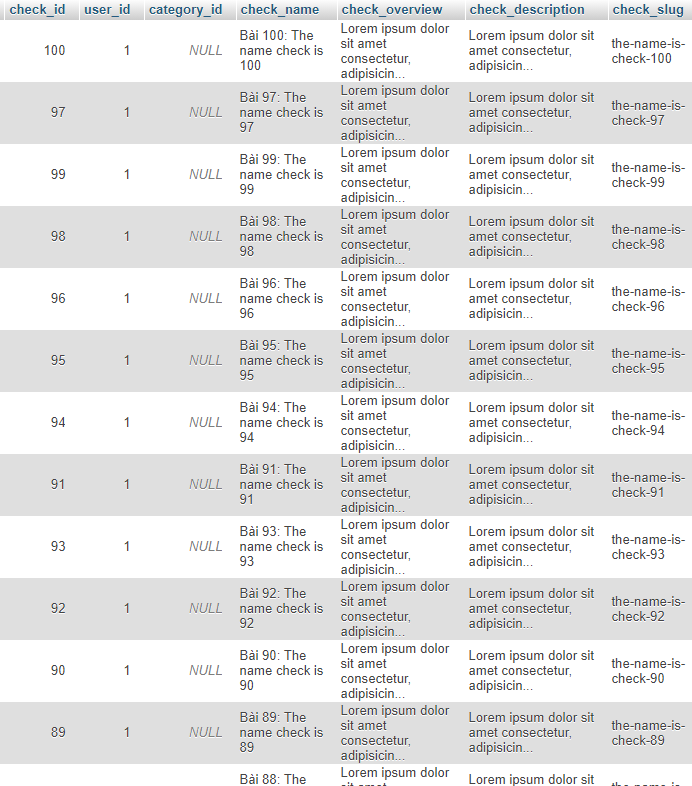 check_id user_id category_id check_name check_overview check_description check_slug
100 1 NULL Bài 100: The name check is 100 Lorem ipsum dolor sit amet consectetur, adipisicin... Lorem ipsum dolor sit amet consectetur, adipisicin... the-name-is-check-100
97 1 NULL Bài 97: The name check is 97 Lorem ipsum dolor sit amet consectetur, adipisicin... Lorem ipsum dolor sit amet consectetur, adipisicin... the-name-is-check-97
99 1 NULL Bài 99: The name check is 99 Lorem ipsum dolor sit amet consectetur, adipisicin... Lorem ipsum dolor sit amet consectetur, adipisicin... the-name-is-check-99
98 1 NULL Bài 98: The name check is 98 Lorem ipsum dolor sit amet consectetur, adipisicin... Lorem ipsum dolor sit amet consectetur, adipisicin... the-name-is-check-98
96 1 NULL Bài 96: The name check is 96 Lorem ipsum dolor sit amet consectetur, adipisicin... Lorem ipsum dolor sit amet consectetur, adipisicin... the-name-is-check-96
95 1 NULL Bài 95: The name check is 95 Lorem ipsum dolor sit amet consectetur, adipisicin... Lorem ipsum dolor sit amet consectetur, adipisicin... the-name-is-check-95
94 1 NULL Bài 94: The name check is 94 Lorem ipsum dolor sit amet consectetur, adipisicin... Lorem ipsum dolor sit amet consectetur, adipisicin... the-name-is-check-94
91 1 NULL Bài 91: The name check is 91 Lorem ipsum dolor sit amet consectetur, adipisicin... Lorem ipsum dolor sit amet consectetur, adipisicin... the-name-is-check-91
93 1 NULL Bài 93: The name check is 93 Lorem ipsum dolor sit amet consectetur, adipisicin... Lorem ipsum dolor sit amet consectetur, adipisicin... the-name-is-check-93
92 1 NULL Bài 92: The name check is 92 Lorem ipsum dolor sit amet consectetur, adipisicin... Lorem ipsum dolor sit amet consectetur, adipisicin... the-name-is-check-92
90 1 NULL Bài 90: The name check is 90 Lorem ipsum dolor sit amet consectetur, adipisicin... Lorem ipsum dolor sit amet consectetur, adipisicin... the-name-is-check-90
89 1 NULL Bài 89: The name check is 89 Lorem ipsum dolor sit amet consectetur, adipisicin... Lorem ipsum dolor sit amet consectetur, adipisicin... the-name-is-check-89
Bài 88: The Lorem ipsum dolor Lorem ipsum dolor sit